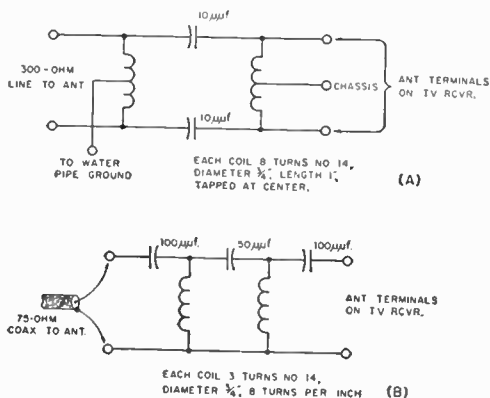 10µµf
300-OHM
LINE TO ANT
CHASSIS
ANT TERMINALS
ON TV RCVR.
10µµf
TO WATER
PIPE GROUND
EACH COIL 8 TURNS NO 14,
DIAMETER ¾", LENGTH 1",
TAPPED AT CENTER.
(A)
100µµf.
50µµf
100µµf.
75-OHM
COAX TO ANT.
ANT TERMINALS
ON TV RCVR.
EACH COIL 3 TURNS NO 14,
DIAMETER ¾", 8 TURNS PER INCH
(B)